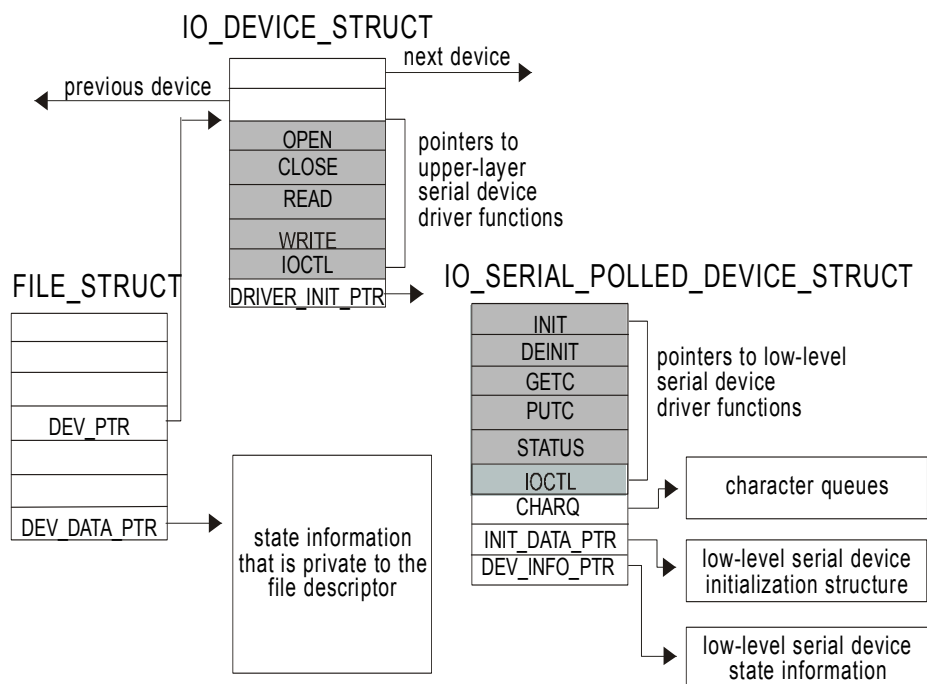 IO_DEVICE_STRUCT
next device
previous device
OPEN
CLOSE
READ
WRITE
IOCTL
DRIVER_INIT_PTR
pointers to
upper-layer
serial device
driver functions
FILE_STRUCT
DEV_PTR
DEV_DATA_PTR
state information
that is private to the
file descriptor
IO_SERIAL_POLLED_DEVICE_STRUCT
INIT
DEINIT
GETC
PUTC
STATUS
IOCTL
CHARQ
INIT_DATA_PTR
DEV_INFO_PTR
pointers to low-level
serial device
driver functions
character queues
low-level serial device
initialization structure
low-level serial device
state information